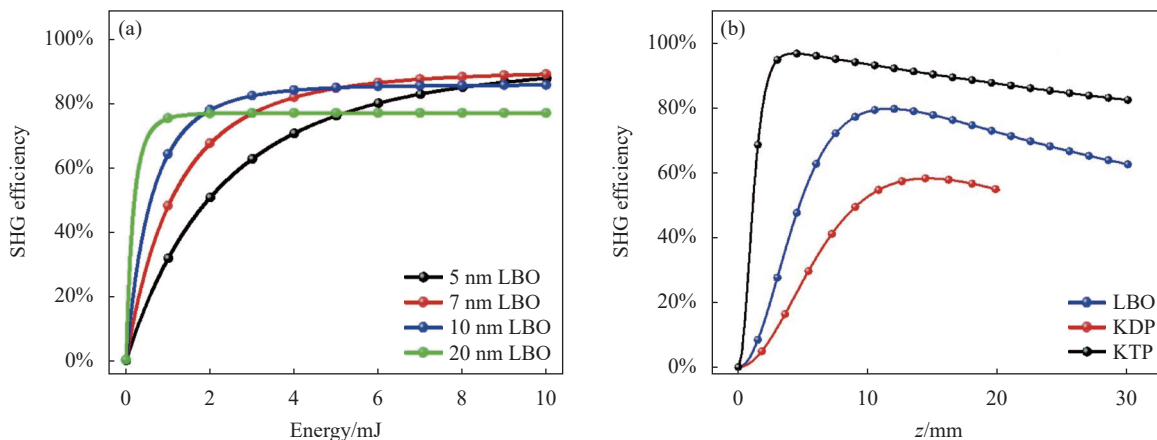 (a)
100%
80%
60%
40%
20%
0%
SHG efficiency
0 2 4 6 8 10
Energy/mJ
5 nm LBO
7 nm LBO
10 nm LBO
20 nm LBO
(b)
100%
80%
60%
40%
20%
0%
SHG efficiency
0 10 20 30
z/mm
LBO
KDP
KTP